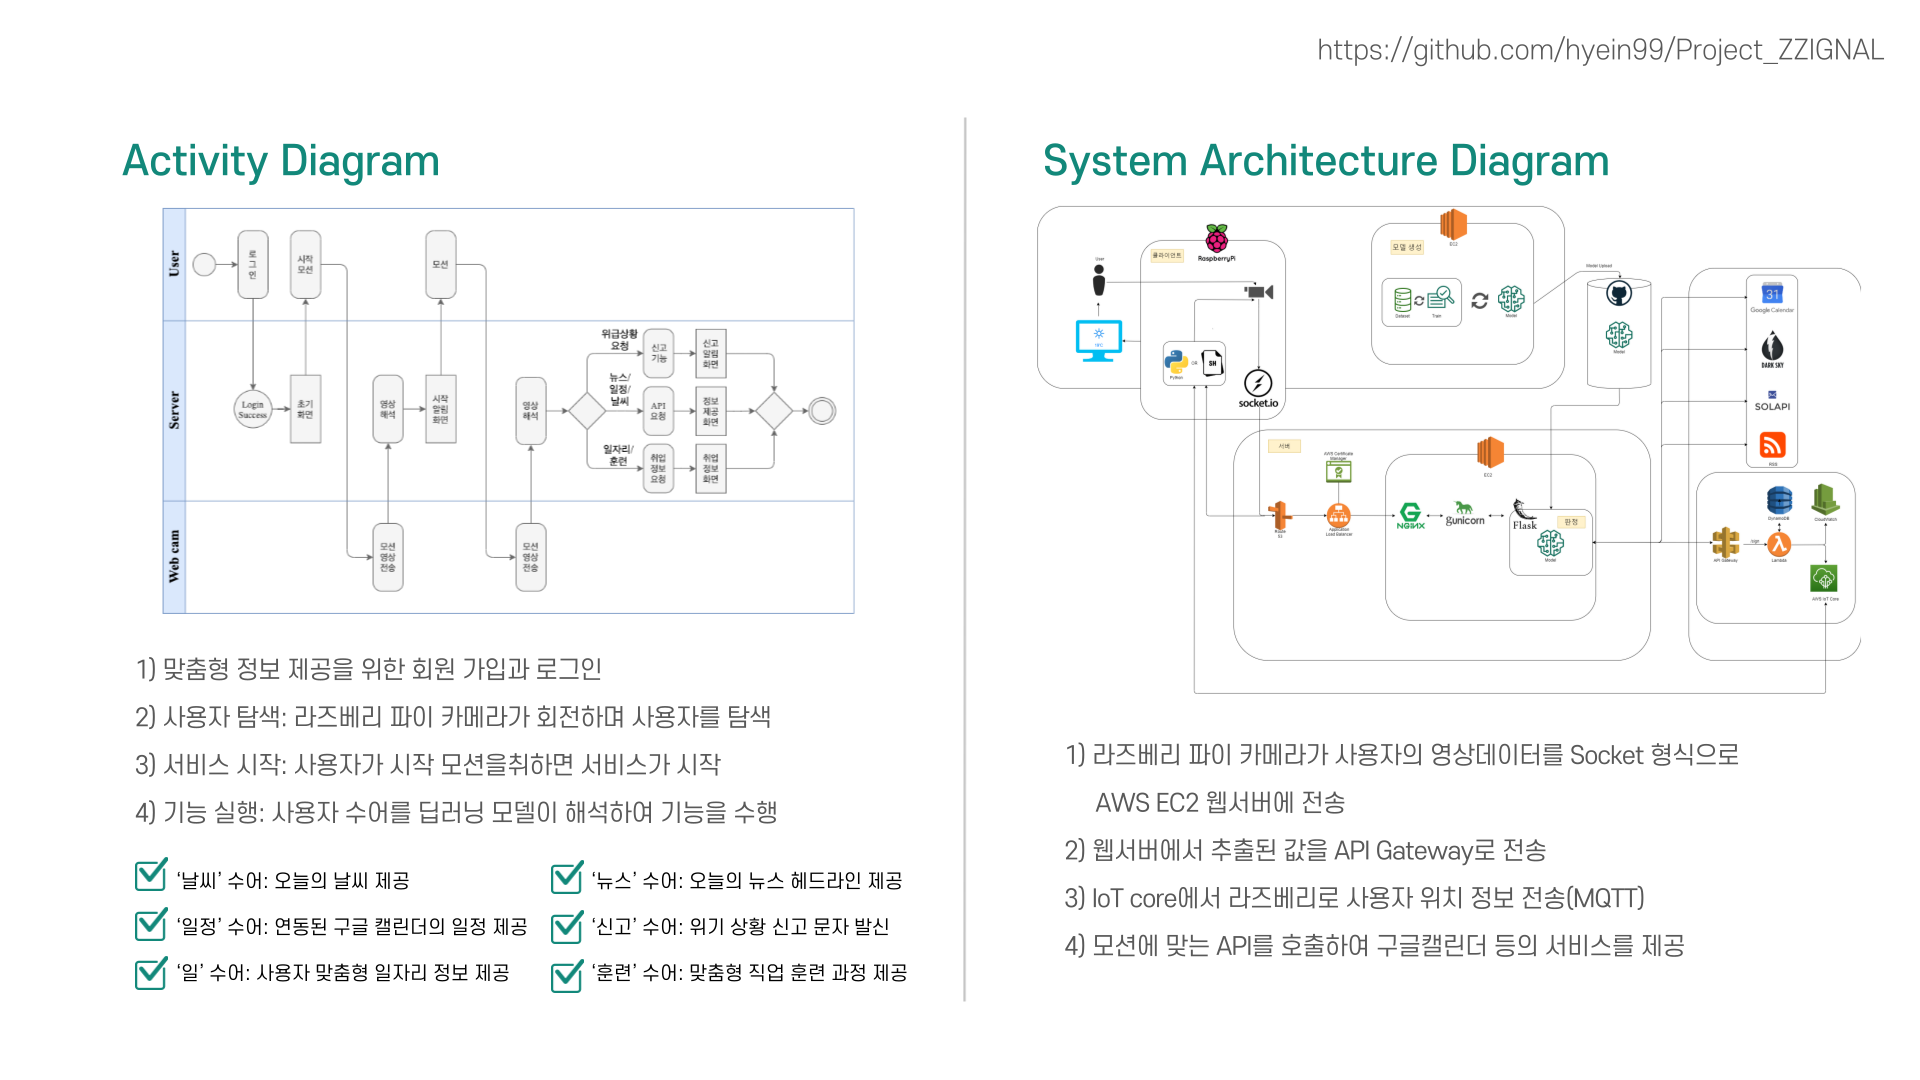 https://github.com/hyein99/Project_ZZIGNAL
Activity Diagram
User
로그인
시작 모션
모션
Server
Login Success
초기 화면
영상 해석
시작 알림 화면
영상 해석
위급상황 요청
신고 기능
신고 알림 화면
뉴스/ 일정/ 날씨
API 요청
정보 제공 화면
일자리/ 훈련
취업 정보 요청
취업 정보 화면
Web cam
모션 영상 전송
모션 영상 전송
1) 맞춤형 정보 제공을 위한 회원 가입과 로그인
2) 사용자 탐색: 라즈베리 파이 카메라가 회전하며 사용자를 탐색
3) 서비스 시작: 사용자가 시작 모션을취하면 서비스가 시작
4) 기능 실행: 사용자 수어를 딥러닝 모델이 해석하여 기능을 수행
‘날씨’ 수어: 오늘의 날씨 제공
‘뉴스’ 수어: 오늘의 뉴스 헤드라인 제공
‘일정’ 수어: 연동된 구글 캘린더의 일정 제공
‘신고’ 수어: 위기 상황 신고 문자 발신
‘일’ 수어: 사용자 맞춤형 일자리 정보 제공
‘훈련’ 수어: 맞춤형 직업 훈련 과정 제공
System Architecture Diagram
클라이언트
RaspberryPi
User
Python
OR
SH
socket.io
모델 생성
EC2
Dataset
Train
Model
Model Upload
Model
31
Google Calendar
DARK SKY
SOLAPI
RSS
서버
AWS Certificate Manager
Route 53
Application Load Balancer
EC2
NGINX
gunicorn
Flask
판정
Model
API Gateway
Lambda
DynamoDB
CloudWatch
AWS IoT Core
1) 라즈베리 파이 카메라가 사용자의 영상데이터를 Socket 형식으로
AWS EC2 웹서버에 전송
2) 웹서버에서 추출된 값을 API Gateway로 전송
3) IoT core에서 라즈베리로 사용자 위치 정보 전송(MQTT)
4) 모션에 맞는 API를 호출하여 구글캘린더 등의 서비스를 제공